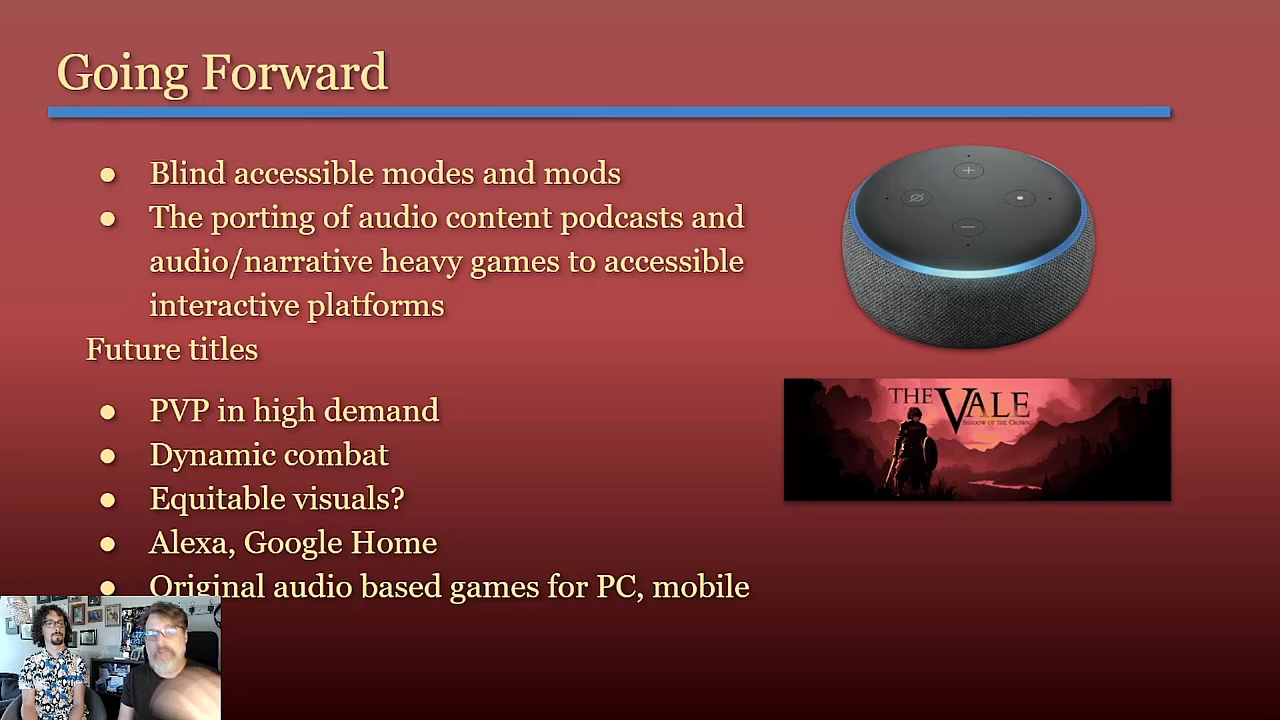 Going Forward
Blind accessible modes and mods
The porting of audio content podcasts and
audio/narrative heavy games to accessible
interactive platforms
Future titles
PVP in high demand
Dynamic combat
Equitable visuals?
Alexa, Google Home
Original audio based games for PC, mobile
THE VALE
SHADOW OF THE CROWN